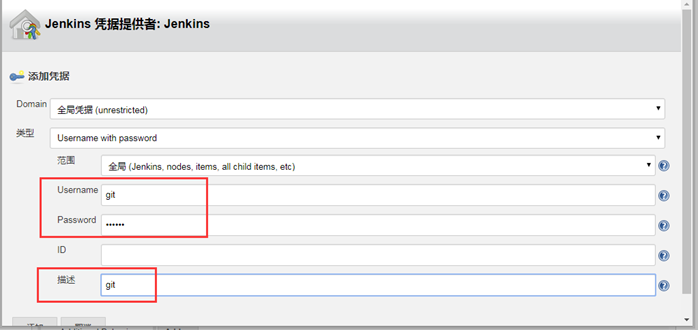 Jenkins 凭据提供者: Jenkins
添加凭据
Domain 全局凭据 (unrestricted)
类型 Username with password
范围 全局 (Jenkins, nodes, items, all child items, etc)
Username git
Password ••••••
ID
描述 git